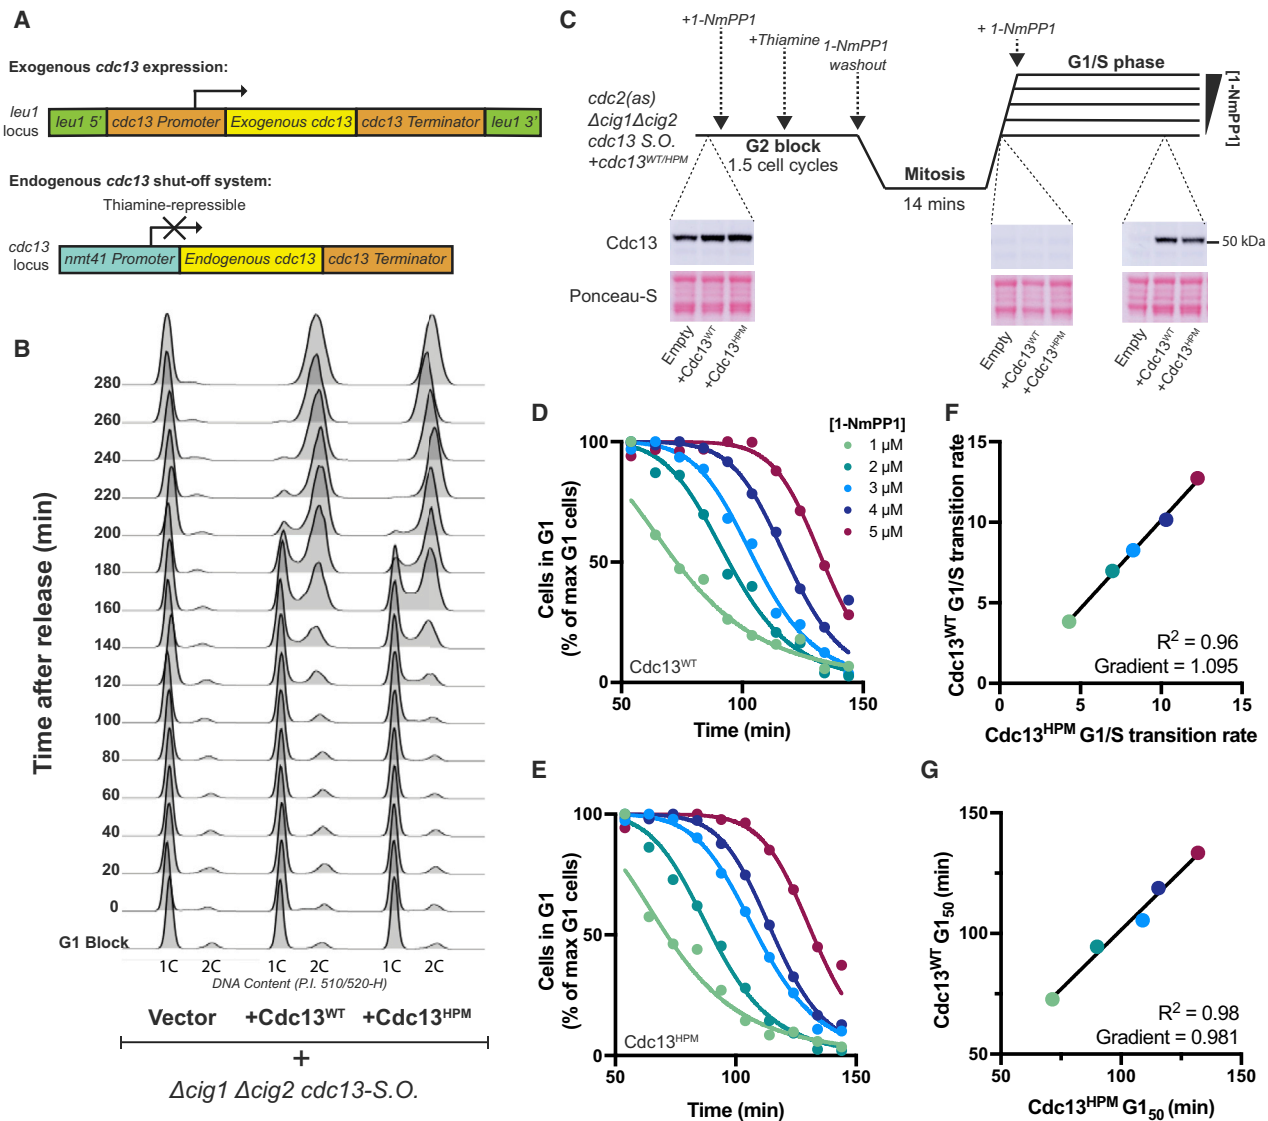 A
Exogenous cdc13 expression:
leu1 locus
leu1 5' cdc13 Promoter Exogenous cdc13 cdc13 Terminator leu1 3'
Endogenous cdc13 shut-off system:
Thiamine-repressible
cdc13 locus
nmt41 Promoter Endogenous cdc13 cdc13 Terminator
B
Time after release (min)
280
260
240
220
200
180
160
140
120
100
80
60
40
20
0
G1 Block
1C 2C 1C 2C 1C 2C
DNA Content (P.I. 510/520-H)
Vector +Cdc13WT +Cdc13HPM
+
Δcig1 Δcig2 cdc13-S.O.
C
+1-NmPP1
+Thiamine
1-NmPP1
washout
+ 1-NmPP1
G1/S phase
[1-NmPP1]
cdc2(as)
Δcig1Δcig2
cdc13 S.O.
+cdc13WT/HPM
G2 block
1.5 cell cycles
Mitosis
14 mins
Cdc13
50 kDa
Ponceau-S
Empty
+Cdc13WT
+Cdc13HPM
Empty
+Cdc13WT
+Cdc13HPM
Empty
+Cdc13WT
+Cdc13HPM
D
[1-NmPP1]
1 µM
2 µM
3 µM
4 µM
5 µM
Cells in G1
(% of max G1 cells)
100
50
0
Cdc13WT
50 100 150
Time (min)
E
Cells in G1
(% of max G1 cells)
100
50
0
Cdc13HPM
50 100 150
Time (min)
F
Cdc13WT G1/S transition rate
15
10
5
0
R2 = 0.96
Gradient = 1.095
0 5 10 15
Cdc13HPM G1/S transition rate
G
Cdc13WT G150 (min)
150
100
50
R2 = 0.98
Gradient = 0.981
50 100 150
Cdc13HPM G150 (min)